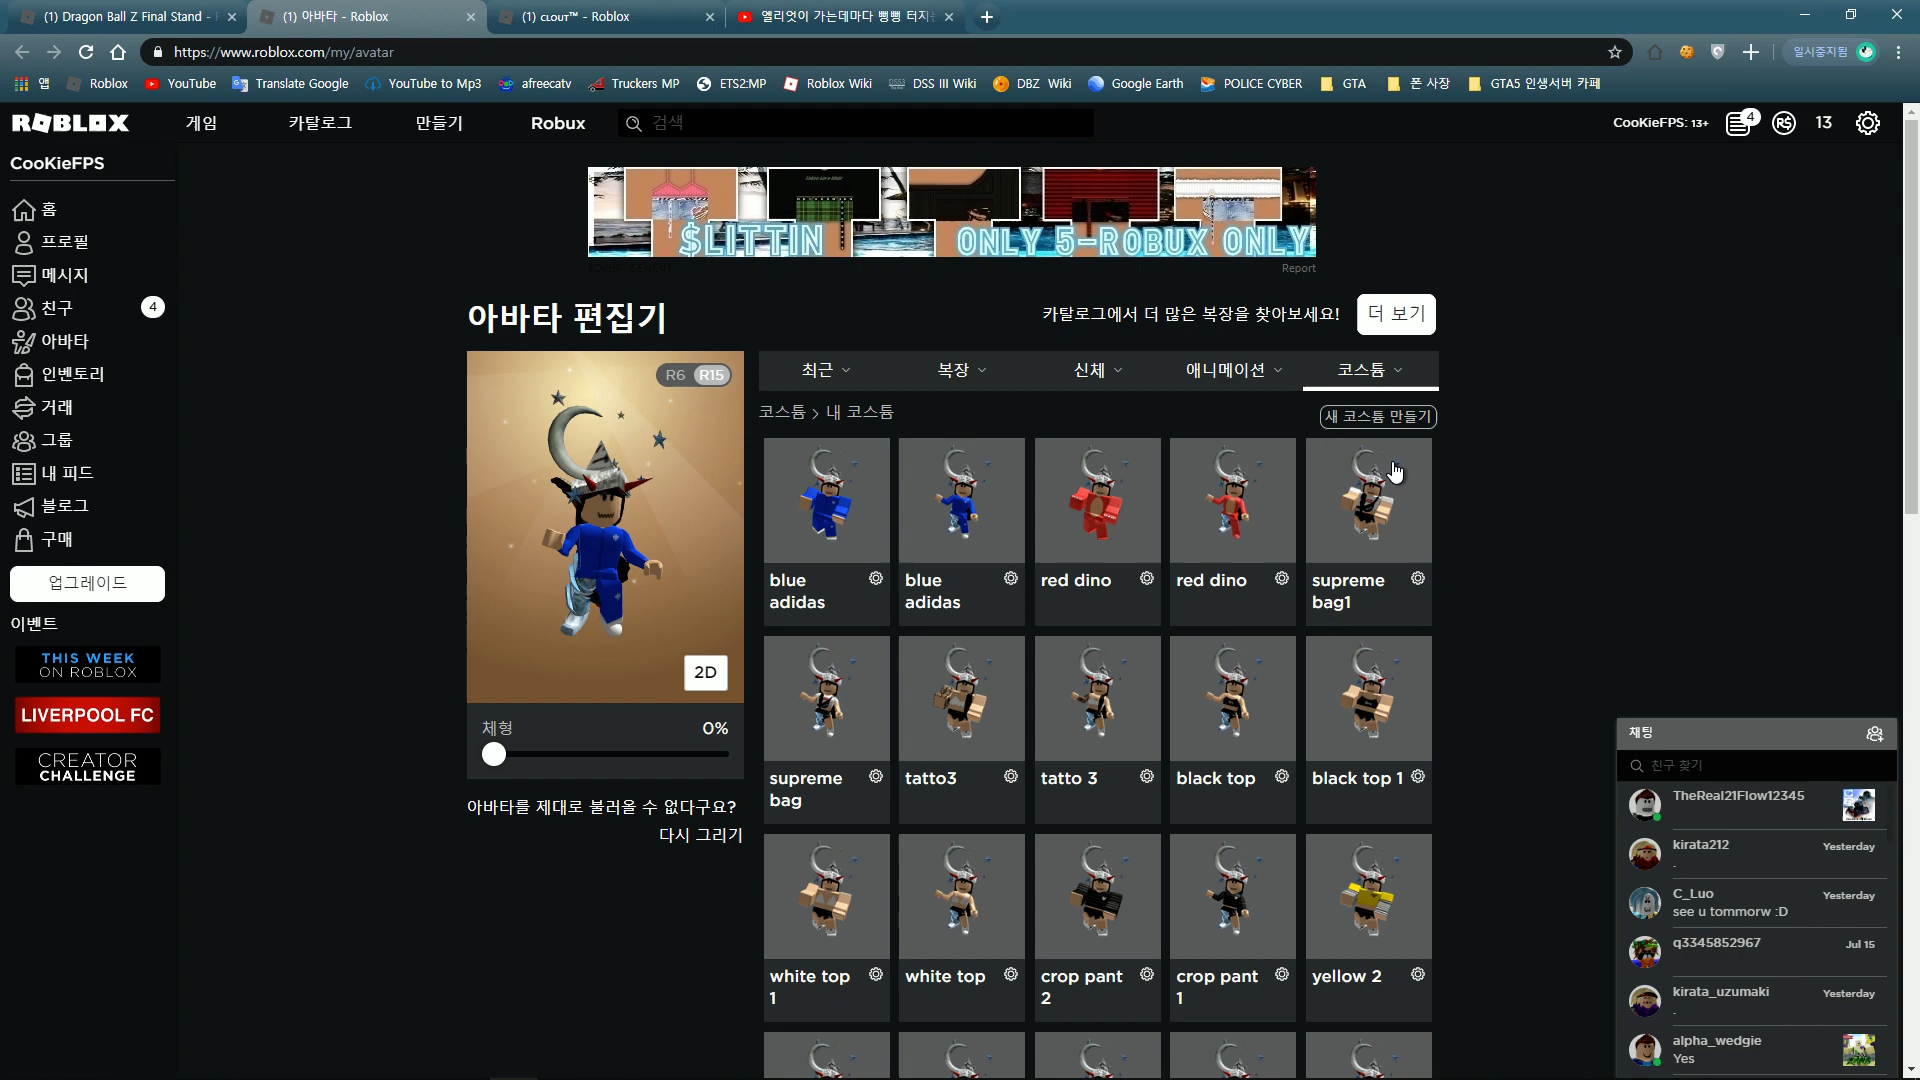 (1) Dragon Ball Z Final Stand -
(1) 아바타 - Roblox
(1) ᴄʟᴏᴜᴛ™ - Roblox
앨리엇이 가는데마다 뻥뻥 터지는
https://www.roblox.com/my/avatar
일시중지됨
앱
Roblox
YouTube
Translate Google
YouTube to Mp3
afreecatv
Truckers MP
ETS2:MP
Roblox Wiki
DSS III Wiki
DBZ Wiki
Google Earth
POLICE CYBER
GTA
폰 사장
GTA5 인생서버 카페
ROBLOX
게임
카탈로그
만들기
Robux
검색
CooKieFPS: 13+
4
R$
13
CooKieFPS
홈
프로필
메시지
친구
4
아바타
인벤토리
거래
그룹
내 피드
블로그
구매
업그레이드
이벤트
THIS WEEK
ON ROBLOX
LIVERPOOL FC
CREATOR
CHALLENGE
$LITTIN
ONLY 5-ROBUX ONLY
Report
아바타 편집기
카탈로그에서 더 많은 복장을 찾아보세요!
더 보기
R6 R15
2D
체형
0%
아바타를 제대로 불러올 수 없다구요?
다시 그리기
최근
복장
신체
애니메이션
코스튬
코스튬 > 내 코스튬
새 코스튬 만들기
blue
adidas
blue
adidas
red dino
red dino
supreme
bag1
supreme
bag
tatto3
tatto 3
black top
black top 1
white top
1
white top
crop pant
2
crop pant
1
yellow 2
채팅
친구 찾기
TheReal21Flow12345
kirata212
Yesterday
.
C_Luo
Yesterday
see u tommorw :D
q3345852967
Jul 15
kirata_uzumaki
Yesterday
.
alpha_wedgie
Yes